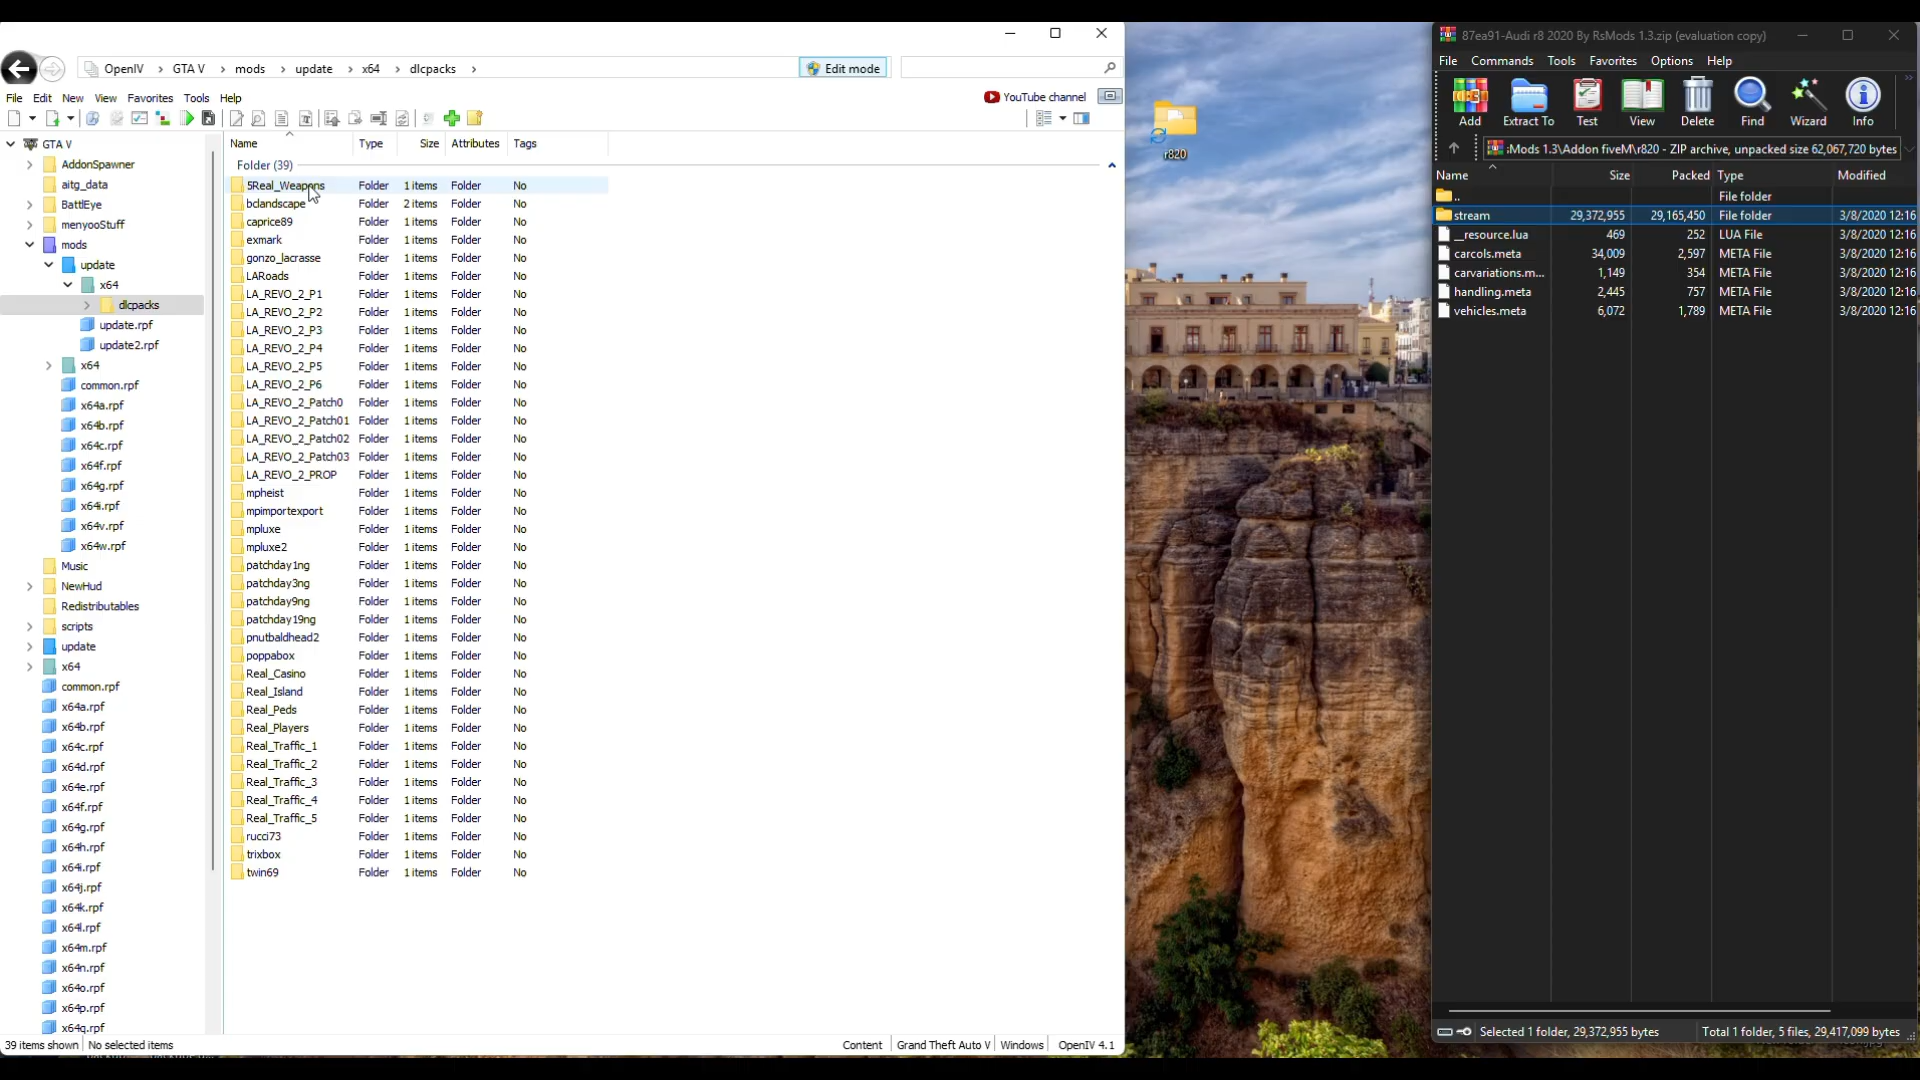 87ea91-Audi r8 2020 By RsMods 1.3.zip (evaluation copy)
OpenIV > GTA V > mods > update > x64 > dlcpacks >
Edit mode
File Edit New View Favorites Tools Help
YouTube channel
File Commands Tools Favorites Options Help
Add Extract To Test View Delete Find Wizard Info
:Mods 1.3\Addon fiveM\r820 - ZIP archive, unpacked size 62,067,720 bytes
r820
GTA V
AddonSpawner
aitg_data
BattlEye
menyooStuff
mods
update
x64
dlcpacks
update.rpf
update2.rpf
x64
common.rpf
x64a.rpf
x64b.rpf
x64c.rpf
x64f.rpf
x64g.rpf
x64i.rpf
x64v.rpf
x64w.rpf
Music
NewHud
Redistributables
scripts
update
x64
common.rpf
x64a.rpf
x64b.rpf
x64c.rpf
x64d.rpf
x64e.rpf
x64f.rpf
x64g.rpf
x64h.rpf
x64i.rpf
x64j.rpf
x64k.rpf
x64l.rpf
x64m.rpf
x64n.rpf
x64o.rpf
x64p.rpf
x64q.rpf
Name Type Size Attributes Tags
Folder (39)
5Real_Weapons Folder 1 items Folder No
bclandscape Folder 2 items Folder No
caprice89 Folder 1 items Folder No
exmark Folder 1 items Folder No
gonzo_lacrasse Folder 1 items Folder No
LARoads Folder 1 items Folder No
LA_REVO_2_P1 Folder 1 items Folder No
LA_REVO_2_P2 Folder 1 items Folder No
LA_REVO_2_P3 Folder 1 items Folder No
LA_REVO_2_P4 Folder 1 items Folder No
LA_REVO_2_P5 Folder 1 items Folder No
LA_REVO_2_P6 Folder 1 items Folder No
LA_REVO_2_Patch0 Folder 1 items Folder No
LA_REVO_2_Patch01 Folder 1 items Folder No
LA_REVO_2_Patch02 Folder 1 items Folder No
LA_REVO_2_Patch03 Folder 1 items Folder No
LA_REVO_2_PROP Folder 1 items Folder No
mpheist Folder 1 items Folder No
mpimportexport Folder 1 items Folder No
mpluxe Folder 1 items Folder No
mpluxe2 Folder 1 items Folder No
patchday1ng Folder 1 items Folder No
patchday3ng Folder 1 items Folder No
patchday9ng Folder 1 items Folder No
patchday19ng Folder 1 items Folder No
pnutbaldhead2 Folder 1 items Folder No
poppabox Folder 1 items Folder No
Real_Casino Folder 1 items Folder No
Real_Island Folder 1 items Folder No
Real_Peds Folder 1 items Folder No
Real_Players Folder 1 items Folder No
Real_Traffic_1 Folder 1 items Folder No
Real_Traffic_2 Folder 1 items Folder No
Real_Traffic_3 Folder 1 items Folder No
Real_Traffic_4 Folder 1 items Folder No
Real_Traffic_5 Folder 1 items Folder No
rucci73 Folder 1 items Folder No
trixbox Folder 1 items Folder No
twin69 Folder 1 items Folder No
39 items shown No selected items
Content Grand Theft Auto V Windows OpenIV 4.1
Name Size Packed Type Modified
.. File folder
stream 29,372,955 29,165,450 File folder 3/8/2020 12:16
__resource.lua 469 252 LUA File 3/8/2020 12:16
carcols.meta 34,009 2,597 META File 3/8/2020 12:16
carvariations.m... 1,149 354 META File 3/8/2020 12:16
handling.meta 2,445 757 META File 3/8/2020 12:16
vehicles.meta 6,072 1,789 META File 3/8/2020 12:16
Selected 1 folder, 29,372,955 bytes
Total 1 folder, 5 files, 29,417,099 bytes